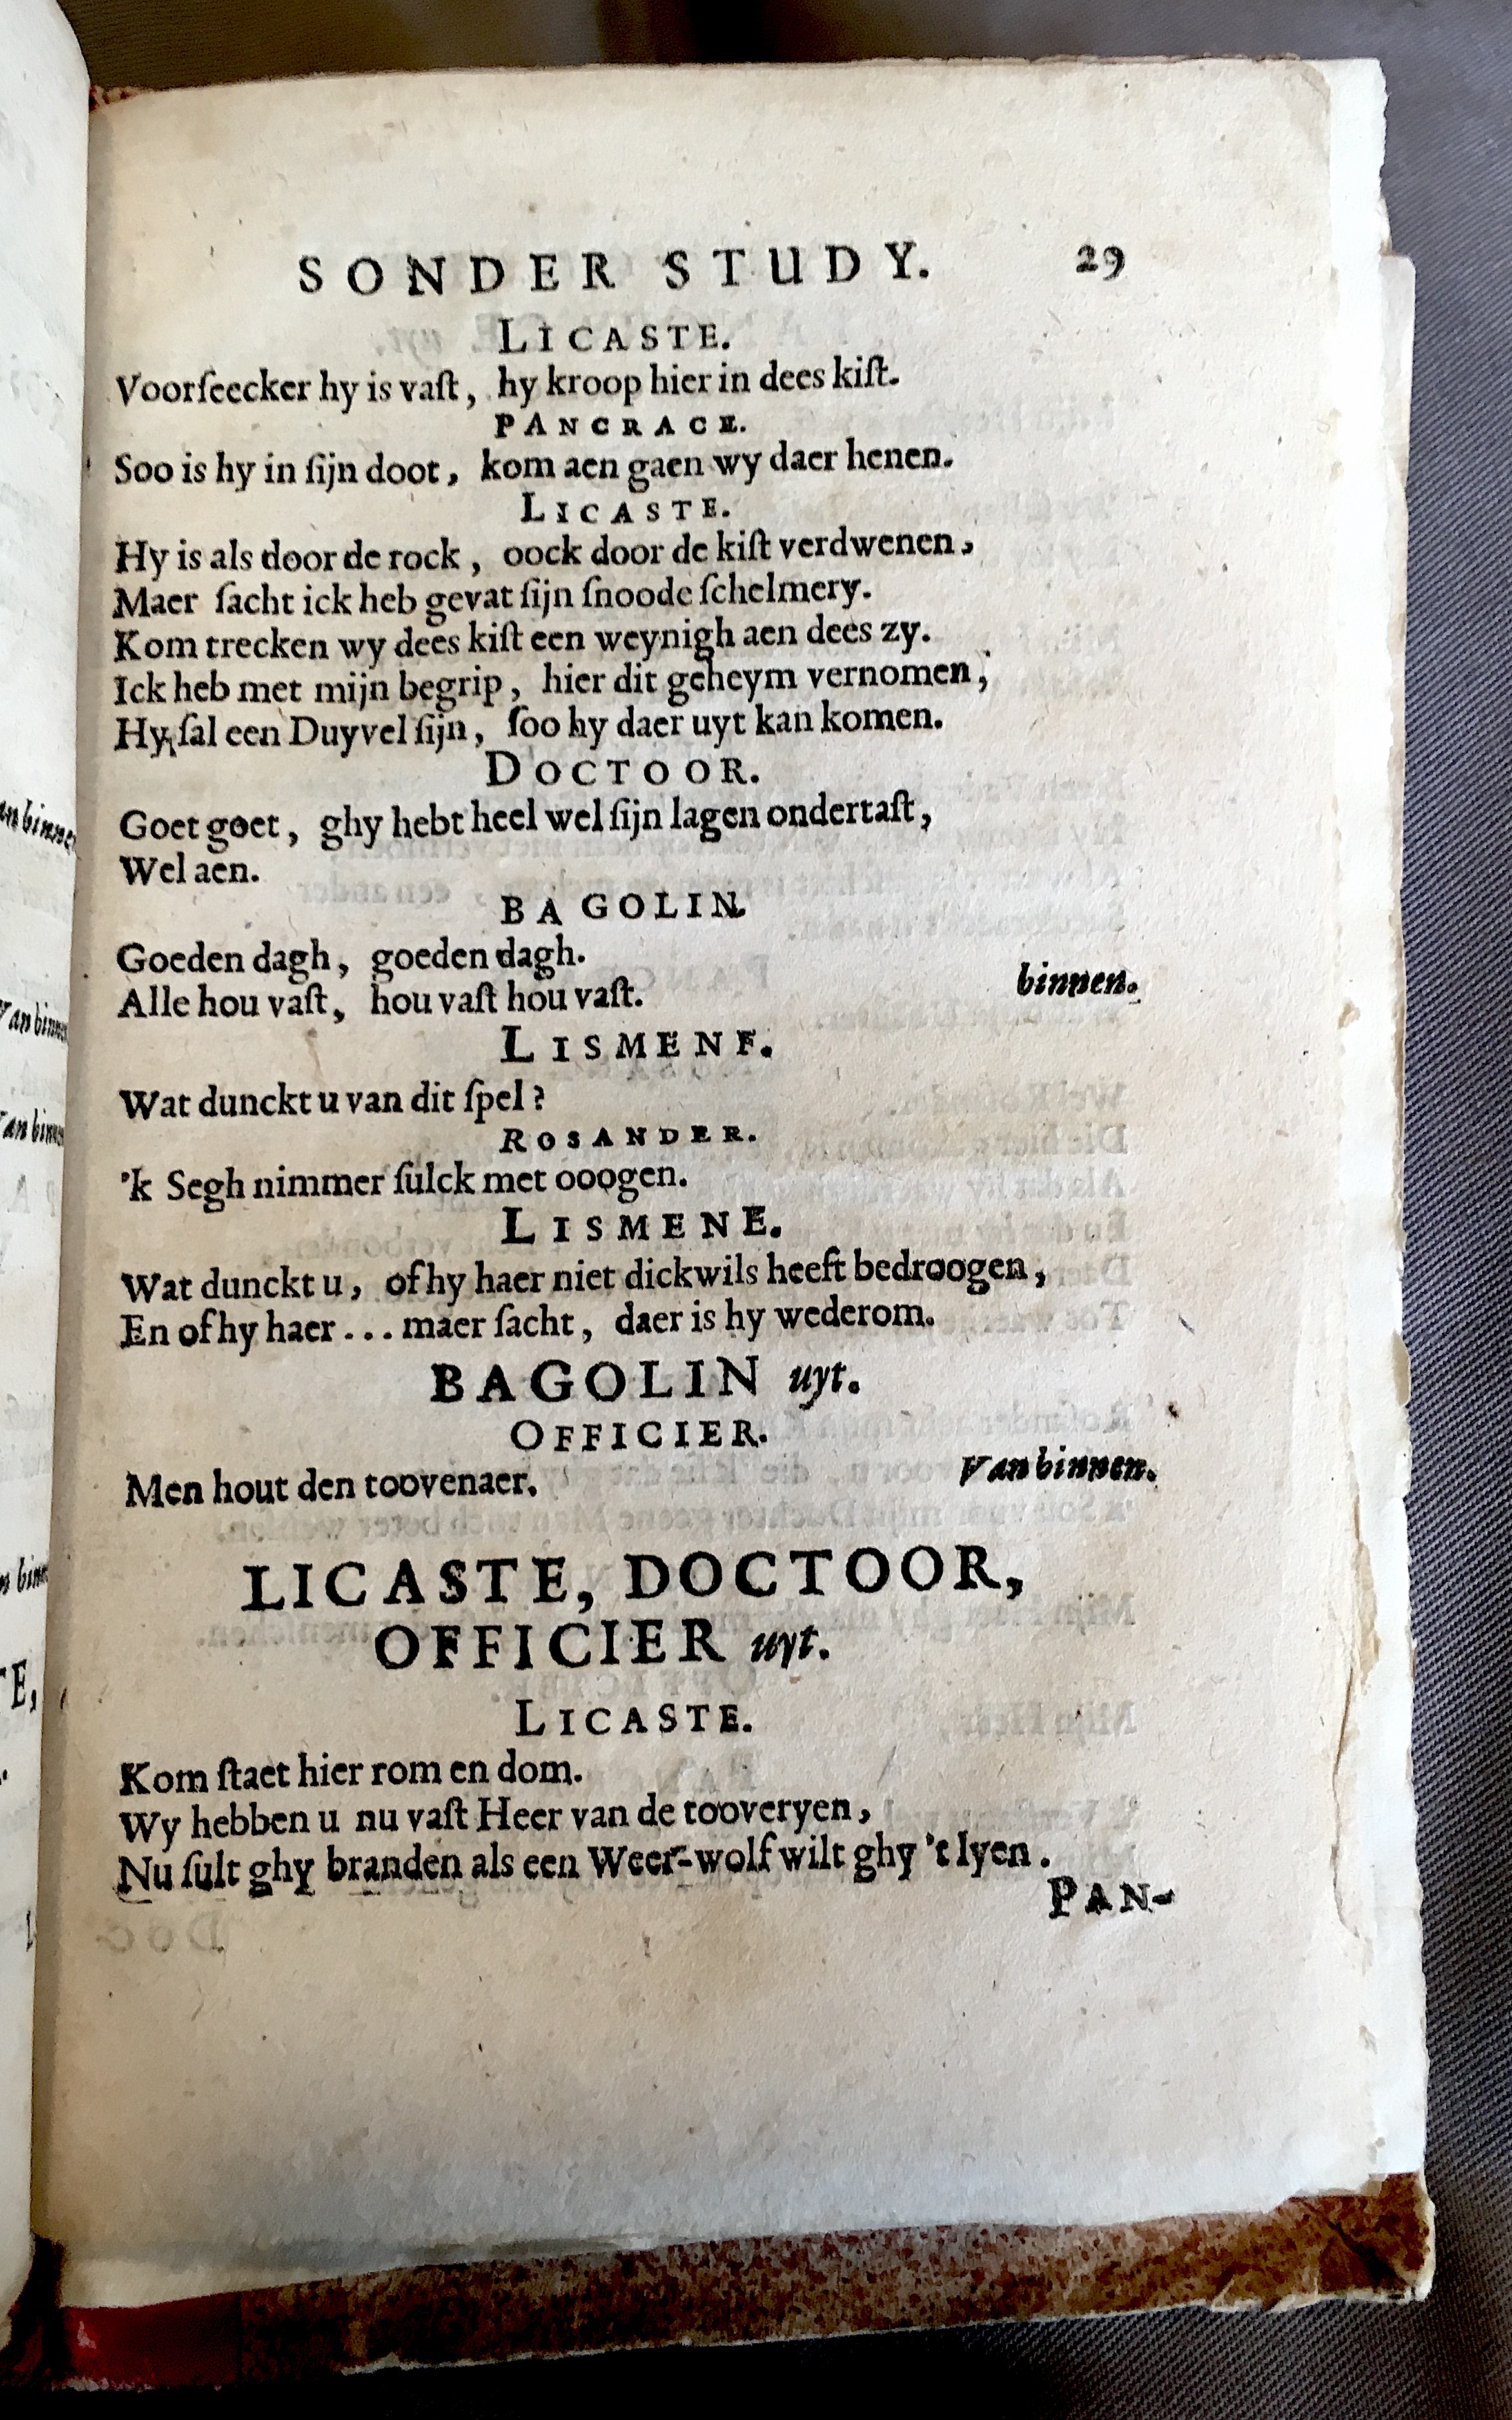 SONDER STUDY. 29
LICASTE.
Voorſeecker hy is vaſt, hy kroop hier in dees kiſt.
PANCRACE.
Soo is hy in ſijn doot, kom aen gaen wy daer henen.
LICASTE.
Hy is als door de rock, oock door de kiſt verdwenen,
Maer ſacht ick heb gevat ſijn ſnoode ſchelmery.
Kom trecken wy dees kiſt een weynigh aen dees zy.
Ick heb met mijn begrip, hier dit geheym vernomen,
Hy ſal een Duyvel ſijn, ſoo hy daer uyt kan komen.
DOCTOOR.
Goet goet, ghy hebt heel wel ſijn lagen ondertaſt,
Wel aen.
BAGOLIN.
Goeden dagh, goeden dagh.
binnen.
Alle hou vaſt, hou vaſt hou vaſt.
LISMENE.
Wat dunckt u van dit ſpel?
ROSANDER.
'k Segh nimmer ſulck met ooogen.
LISMENE.
Wat dunckt u, of hy haer niet dickwils heeft bedroogen,
En of hy haer ... maer ſacht, daer is hy wederom.
BAGOLIN uyt.
OFFICIER.
Men hout den toovenaer. Van binnen.
LICASTE, DOCTOOR,
OFFICIER uyt.
LICASTE.
Kom ſtaet hier rom en dom.
Wy hebben u nu vaſt Heer van de tooveryen,
Nu ſult ghy branden als een Weer-wolf wilt ghy 't lyen.
PAN-